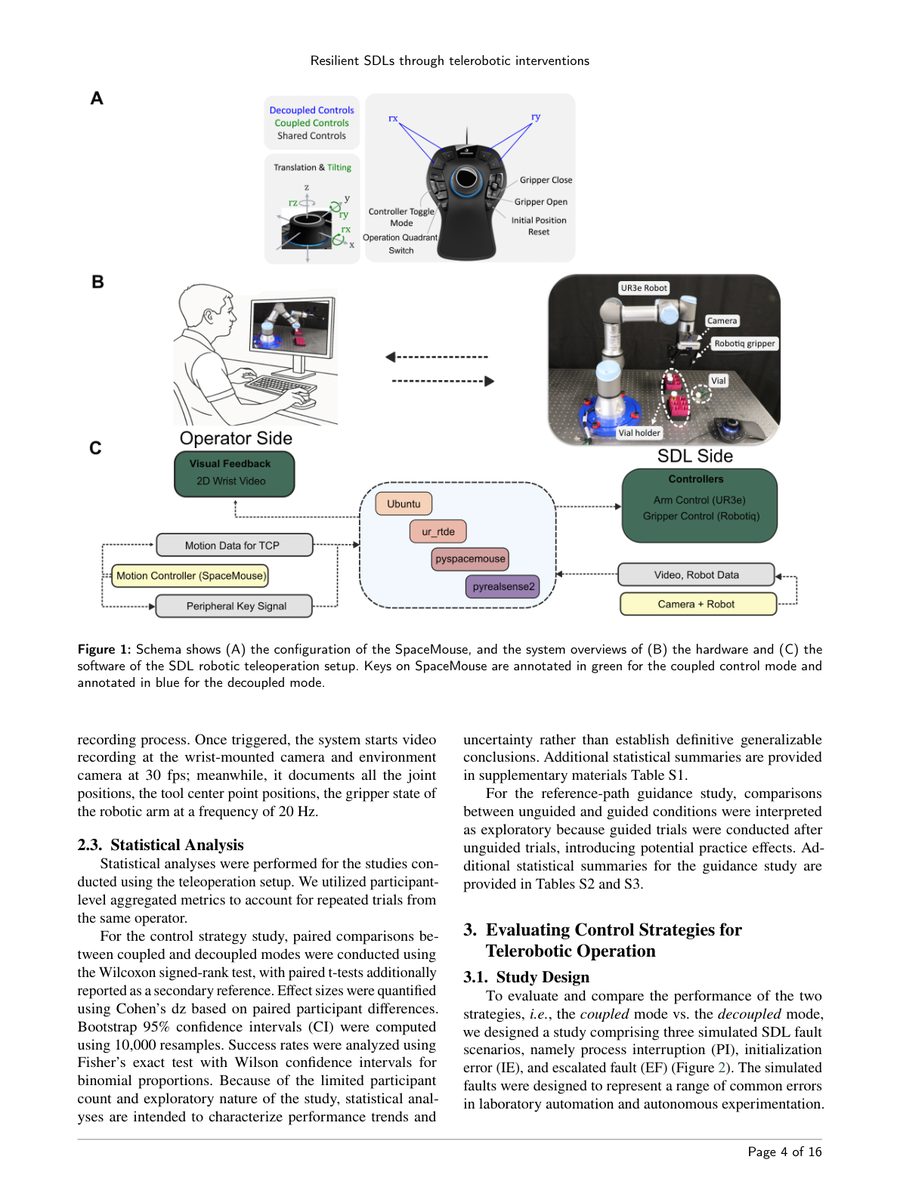 Resilient SDLs through telerobotic interventions
A
Decoupled Controls
Coupled Controls
Shared Controls
Translation & Tilting
z
rz
y
ry
rx
x
rx
ry
Gripper Close
Gripper Open
Initial Position
Reset
Controller Toggle
Mode
Operation Quadrant
Switch
B
UR3e Robot
Camera
Robotiq gripper
Vial
Vial holder
Operator Side
SDL Side
C
Visual Feedback
2D Wrist Video
Controllers
Arm Control (UR3e)
Gripper Control (Robotiq)
Ubuntu
ur_rtde
pyspacemouse
pyrealsense2
Motion Data for TCP
Motion Controller (SpaceMouse)
Peripheral Key Signal
Video, Robot Data
Camera + Robot
Figure 1: Schema shows (A) the configuration of the SpaceMouse, and the system overviews of (B) the hardware and (C) the
software of the SDL robotic teleoperation setup. Keys on SpaceMouse are annotated in green for the coupled control mode and
annotated in blue for the decoupled mode.
recording process. Once triggered, the system starts video
recording at the wrist-mounted camera and environment
camera at 30 fps; meanwhile, it documents all the joint
positions, the tool center point positions, the gripper state of
the robotic arm at a frequency of 20 Hz.
2.3. Statistical Analysis
Statistical analyses were performed for the studies con-
ducted using the teleoperation setup. We utilized participant-
level aggregated metrics to account for repeated trials from
the same operator.
For the control strategy study, paired comparisons be-
tween coupled and decoupled modes were conducted using
the Wilcoxon signed-rank test, with paired t-tests additionally
reported as a secondary reference. Effect sizes were quantified
using Cohen's dz based on paired participant differences.
Bootstrap 95% confidence intervals (CI) were computed
using 10,000 resamples. Success rates were analyzed using
Fisher's exact test with Wilson confidence intervals for
binomial proportions. Because of the limited participant
count and exploratory nature of the study, statistical anal-
yses are intended to characterize performance trends and
uncertainty rather than establish definitive generalizable
conclusions. Additional statistical summaries are provided
in supplementary materials Table S1.
For the reference-path guidance study, comparisons
between unguided and guided conditions were interpreted
as exploratory because guided trials were conducted after
unguided trials, introducing potential practice effects. Ad-
ditional statistical summaries for the guidance study are
provided in Tables S2 and S3.
3. Evaluating Control Strategies for
Telerobotic Operation
3.1. Study Design
To evaluate and compare the performance of the two
strategies, i.e., the coupled mode vs. the decoupled mode,
we designed a study comprising three simulated SDL fault
scenarios, namely process interruption (PI), initialization
error (IE), and escalated fault (EF) (Figure 2). The simulated
faults were designed to represent a range of common errors
in laboratory automation and autonomous experimentation.
Page 4 of 16